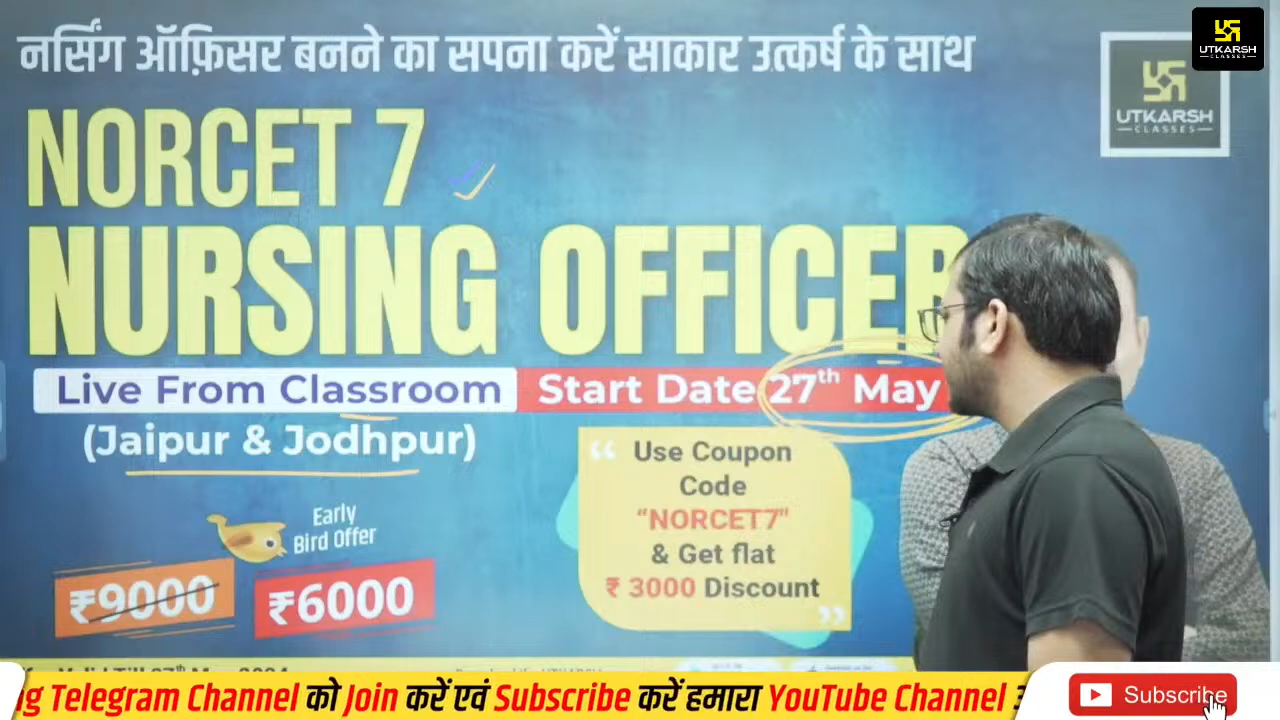 नर्सिंग ऑफ़िसर बनने का सपना करें साकार उत्कर्ष के साथ
UTKARSH
CLASSES
UTKARSH
CLASSES
NORCET 7
NURSING OFFICER
Live From Classroom
Start Date 27th May
(Jaipur & Jodhpur)
“ Use Coupon
Code
“NORCET7”
& Get flat
₹ 3000 Discount ”
Early
Bird Offer
₹9000
₹6000
Telegram Channel को Join करें एवं Subscribe करें हमारा YouTube Channel
Subscribe